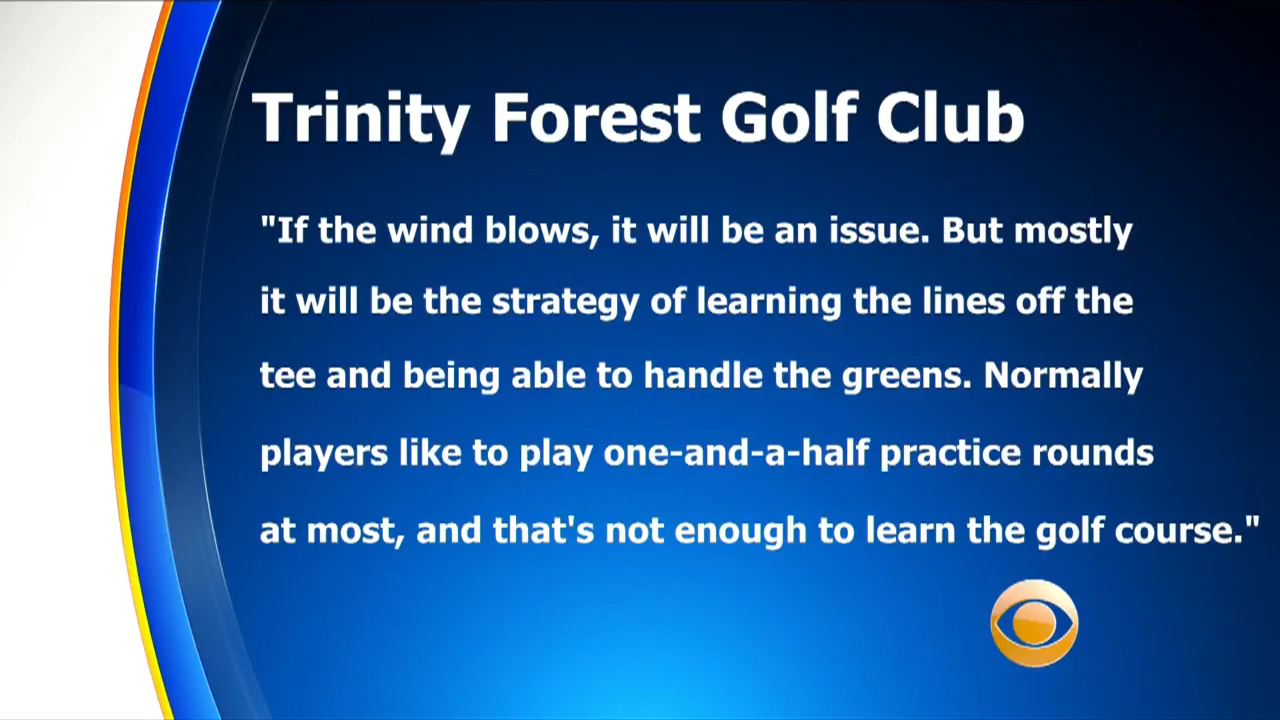 Trinity Forest Golf Club
"If the wind blows, it will be an issue. But mostly
it will be the strategy of learning the lines off the
tee and being able to handle the greens. Normally
players like to play one-and-a-half practice rounds
at most, and that's not enough to learn the golf course."